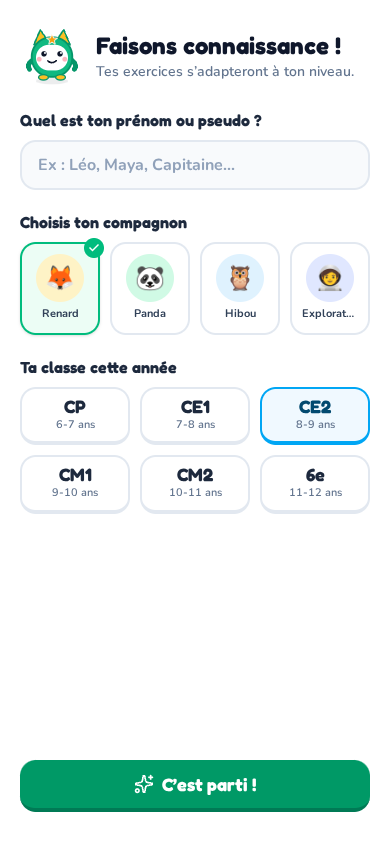 Faisons connaissance !
Tes exercices s'adapteront à ton niveau.
Quel est ton prénom ou pseudo ?
Ex : Léo, Maya, Capitaine...
Choisis ton compagnon
Renard
Panda
Hibou
Explorat...
Ta classe cette année
CP
6-7 ans
CE1
7-8 ans
CE2
8-9 ans
CM1
9-10 ans
CM2
10-11 ans
6e
11-12 ans
C'est parti !